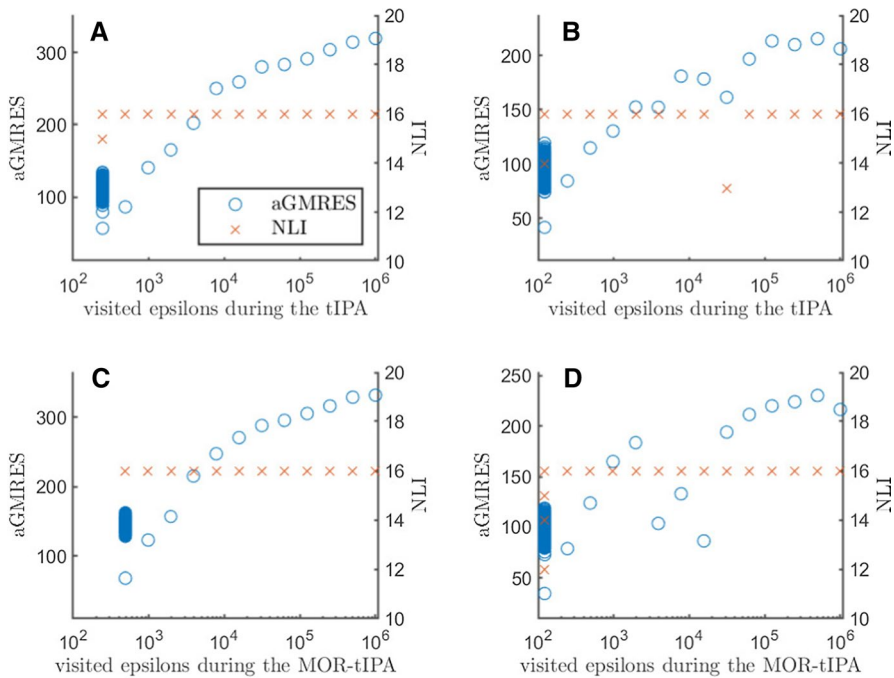 A
B
300
200
100
aGMRES
20
18
16
14
12
10
NLI
aGMRES
NLI
10^2 10^3 10^4 10^5 10^6
visited epsilons during the tIPA
200
150
100
50
aGMRES
20
18
16
14
12
10
NLI
10^2 10^3 10^4 10^5 10^6
visited epsilons during the tIPA
C
D
300
200
100
aGMRES
20
18
16
14
12
10
NLI
10^2 10^3 10^4 10^5 10^6
visited epsilons during the MOR-tIPA
250
200
150
100
50
aGMRES
20
18
16
14
12
10
NLI
10^2 10^3 10^4 10^5 10^6
visited epsilons during the MOR-tIPA